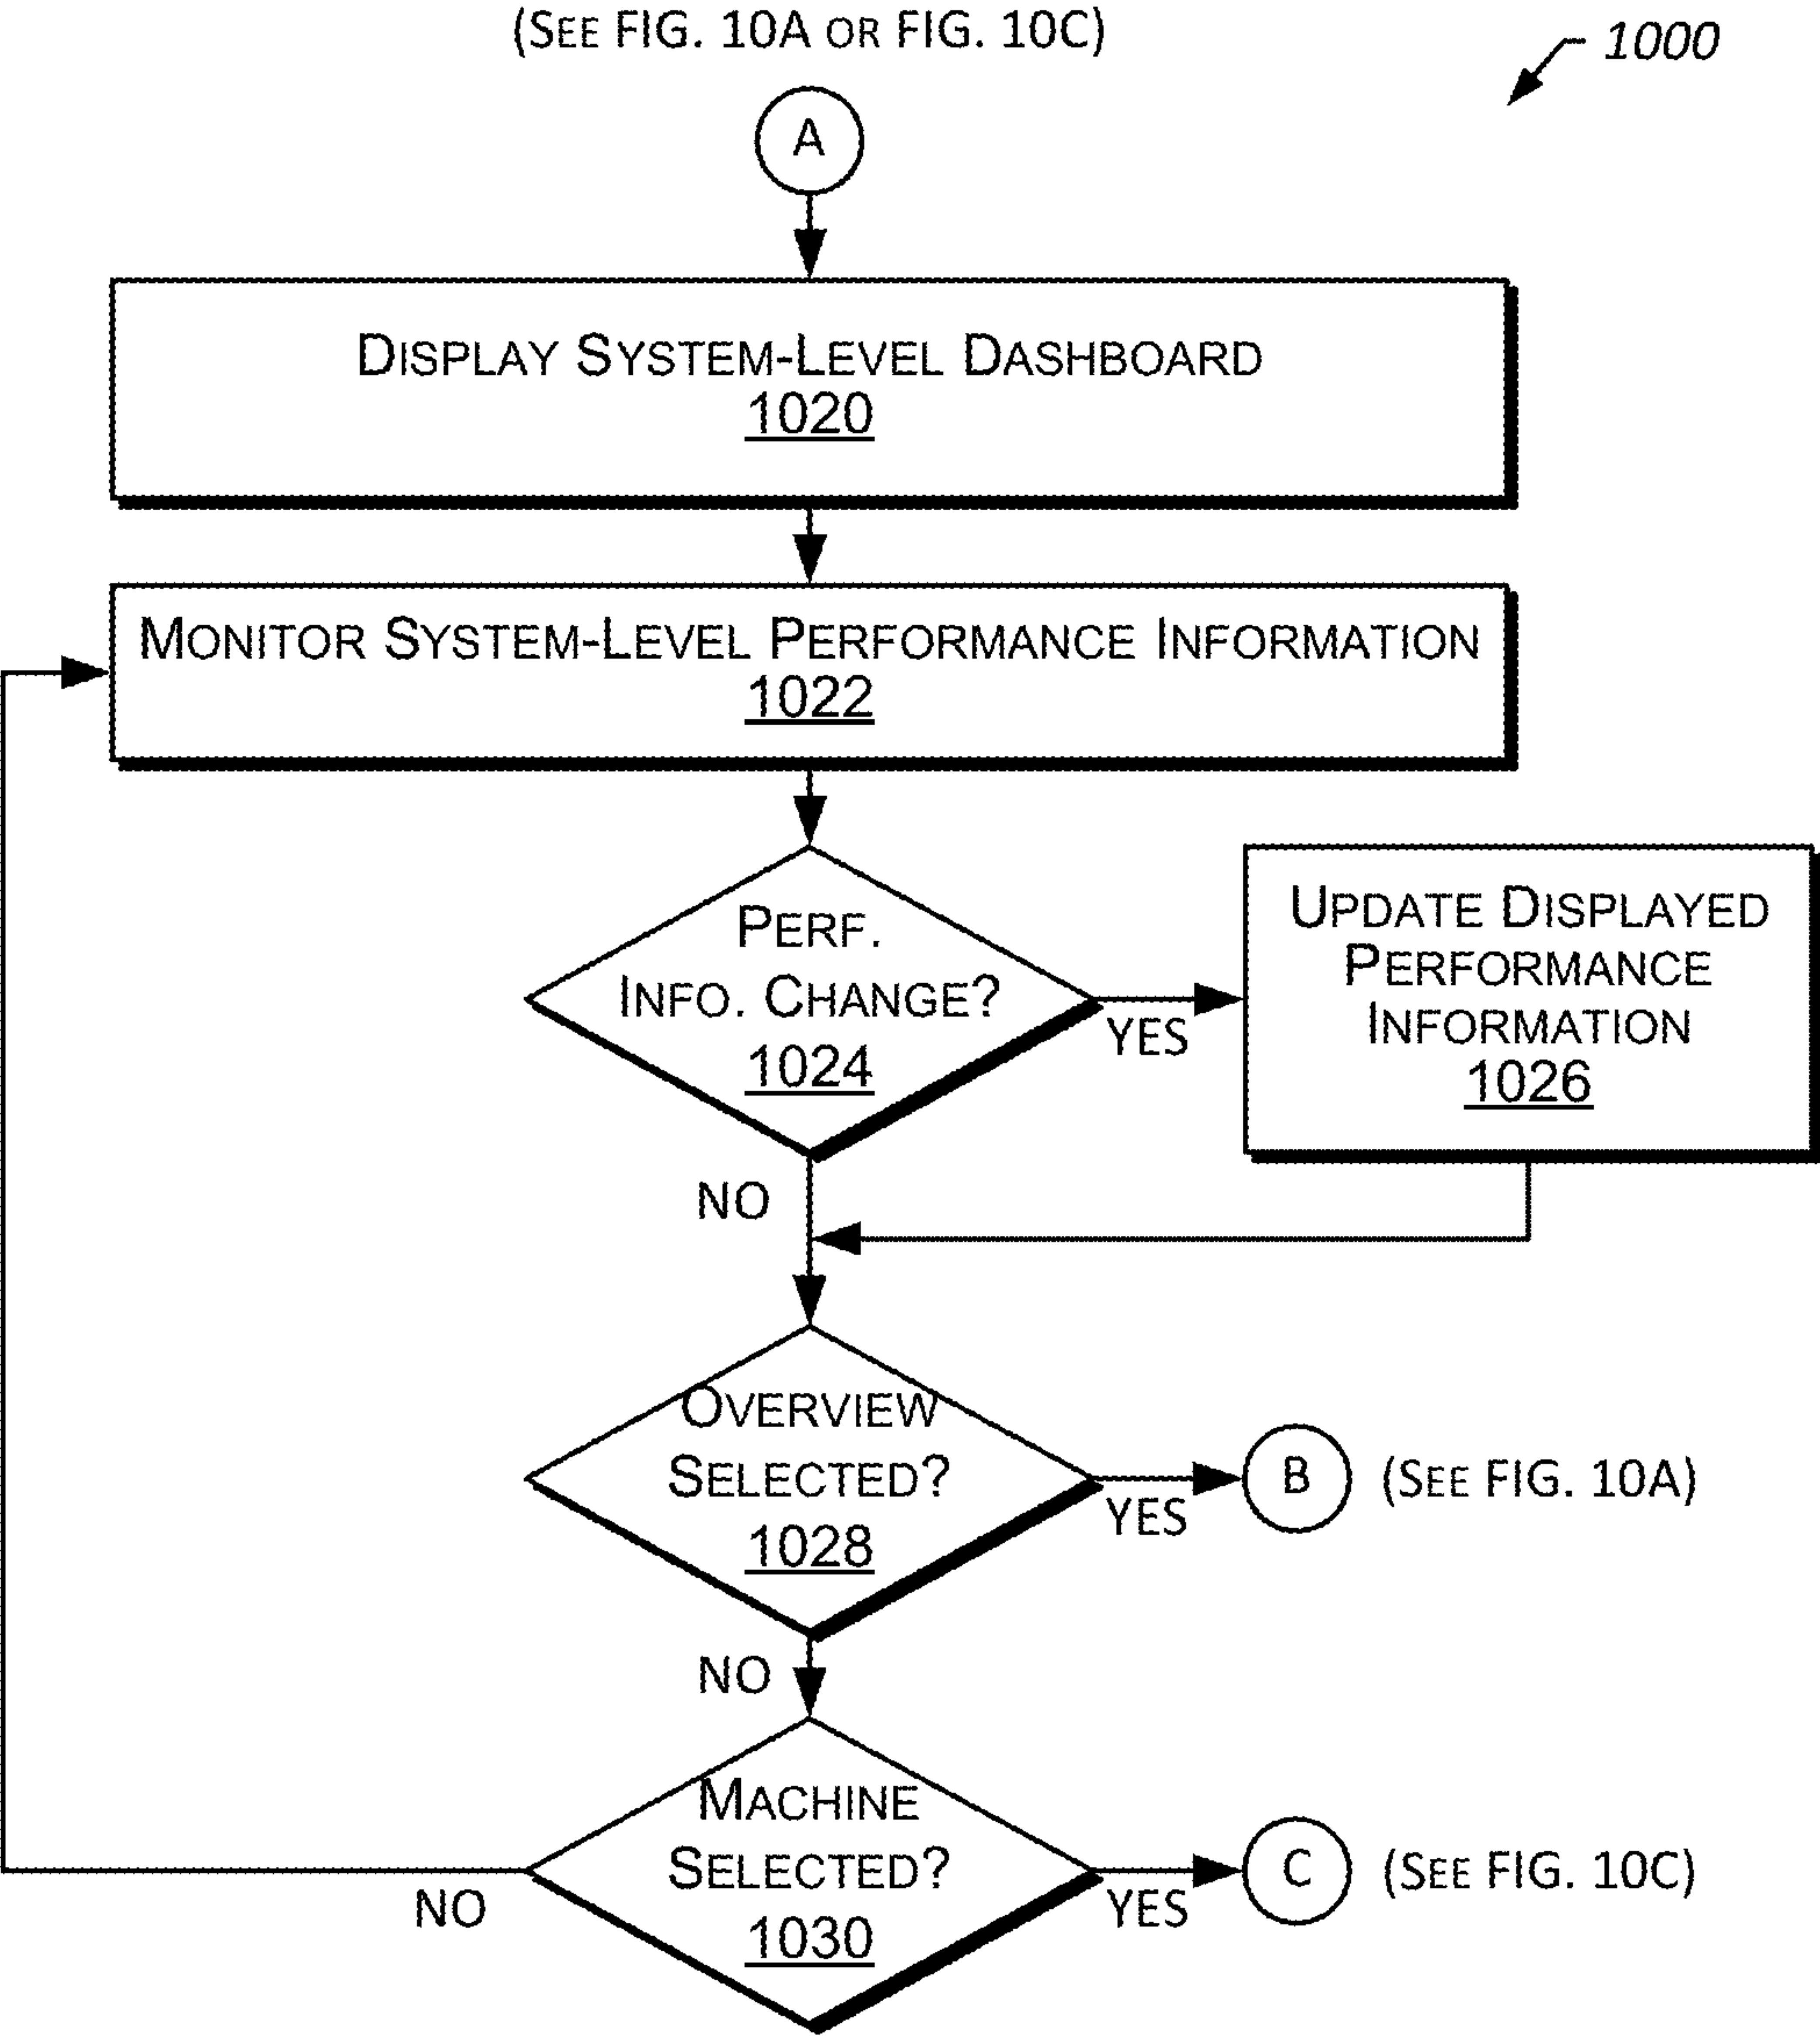 (SEE FIG. 10A OR FIG. 10C)
1000
A
DISPLAY SYSTEM-LEVEL DASHBOARD
1020
MONITOR SYSTEM-LEVEL PERFORMANCE INFORMATION
1022
PERF.
INFO. CHANGE?
1024
YES
UPDATE DISPLAYED
PERFORMANCE
INFORMATION
1026
NO
OVERVIEW
SELECTED?
1028
YES
B
(SEE FIG. 10A)
NO
MACHINE
SELECTED?
1030
YES
C
(SEE FIG. 10C)
NO